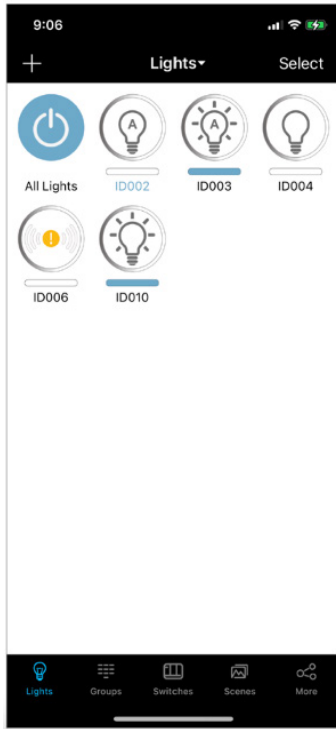 9:06
+ Lights▾ Select
A A
All Lights ID002 ID003 ID004
!
ID006 ID010
Lights Groups Switches Scenes More